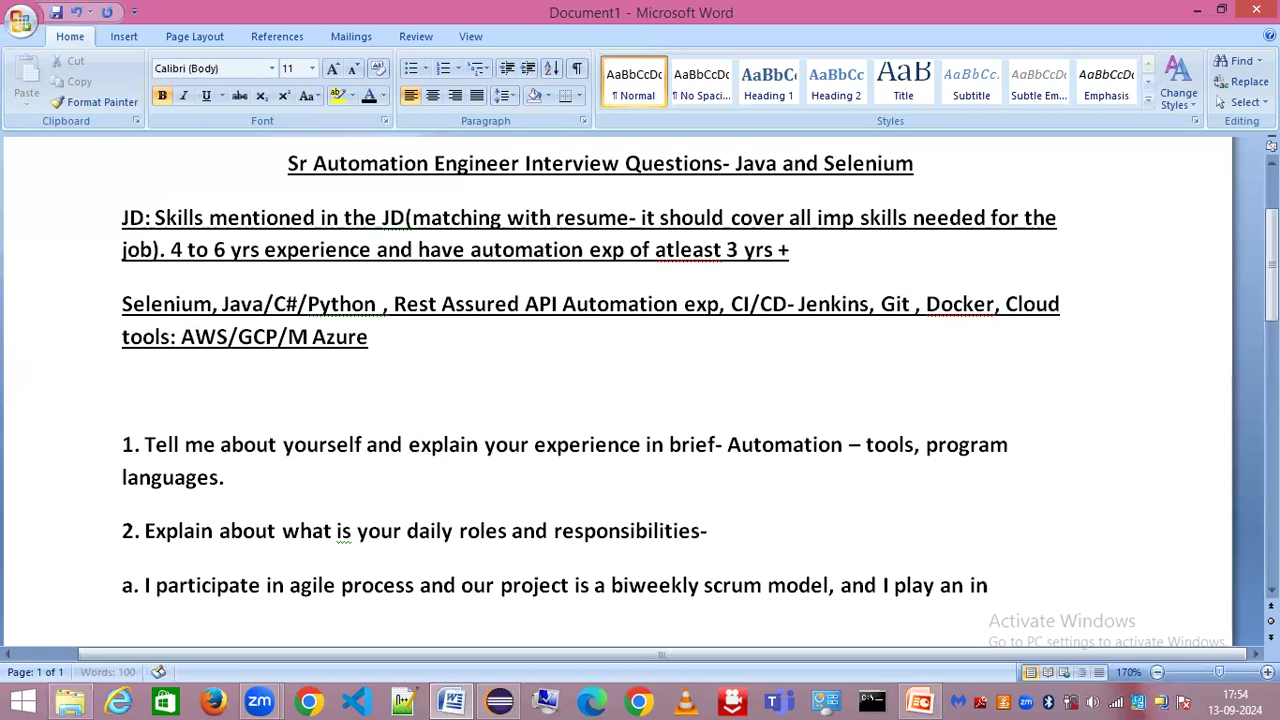 Document1 - Microsoft Word
Home Insert Page Layout References Mailings Review View
Paste
Cut
Copy
Format Painter
Clipboard
Calibri (Body) 11
Font
Paragraph
AaBbCcDc AaBbCcDc AaBbCc AaBbCc AaB AaBbCc. AaBbCcDc AaBbCcDc
¶ Normal ¶ No Spaci... Heading 1 Heading 2 Title Subtitle Subtle Em... Emphasis
Styles
Change
Styles
Find
Replace
Select
Editing
Sr Automation Engineer Interview Questions- Java and Selenium
JD: Skills mentioned in the JD(matching with resume- it should cover all imp skills needed for the
job). 4 to 6 yrs experience and have automation exp of atleast 3 yrs +
Selenium, Java/C#/Python , Rest Assured API Automation exp, CI/CD- Jenkins, Git , Docker, Cloud
tools: AWS/GCP/M Azure
1. Tell me about yourself and explain your experience in brief- Automation – tools, program
languages.
2. Explain about what is your daily roles and responsibilities-
a. I participate in agile process and our project is a biweekly scrum model, and I play an in
Activate Windows
Go to PC settings to activate Windows.
Page: 1 of 1 Words: 100 170%
17:54
13-09-2024